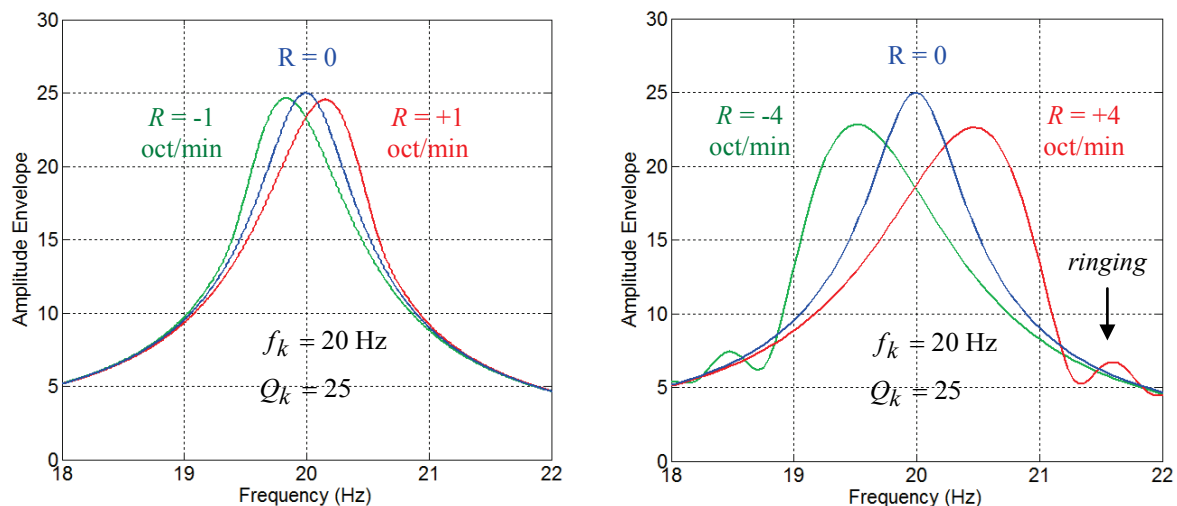 30
25
20
15
10
5
0
Amplitude Envelope
R = 0
R = -1
oct/min
R = +1
oct/min
f_k = 20 Hz
Q_k = 25
18
19
20
21
22
Frequency (Hz)
30
25
20
15
10
5
0
Amplitude Envelope
R = 0
R = -4
oct/min
R = +4
oct/min
ringing
f_k = 20 Hz
Q_k = 25
18
19
20
21
22
Frequency (Hz)